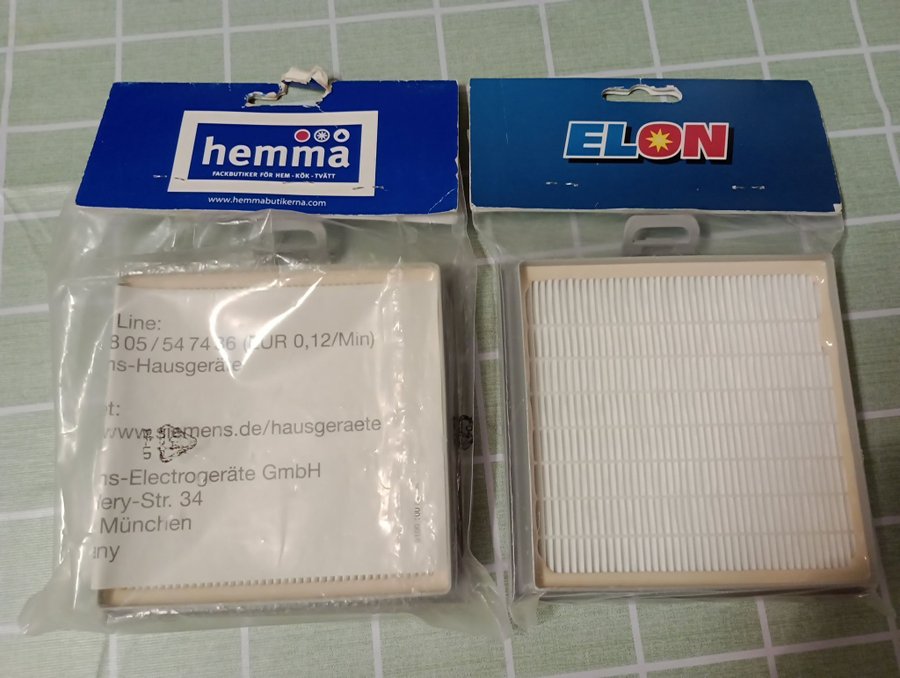 hemma
FACKBUTIKER FÖR HEM - KÖK - TVÄTT
www.hemmabutikerna.com
ELON
Line:
05 / 54 74 36 (EUR 0,12/Min)
ns-Hausgeräte
t:
www.siemens.de/hausgeraete
ns-Electrogeräte GmbH
ery-Str. 34
München
any